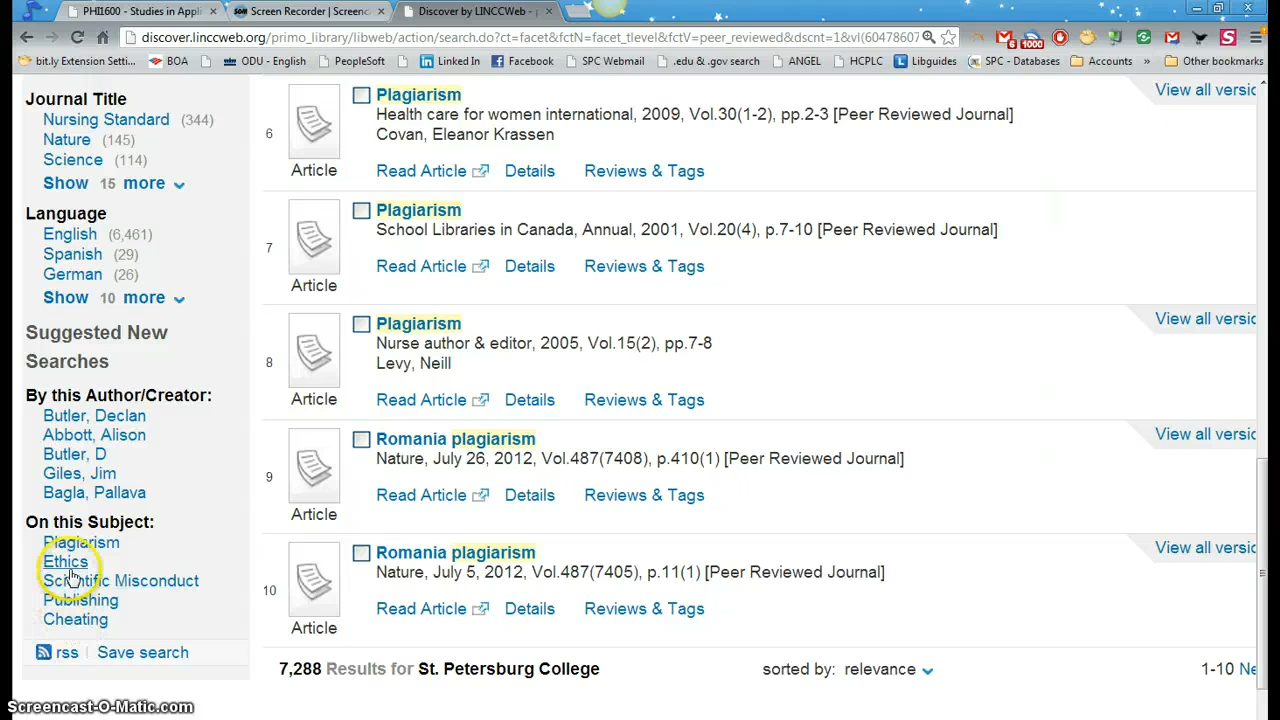 PHI1600 - Studies in Appli
Screen Recorder | Screenc
Discover by LINCCWeb -
discover.linccweb.org/primo_library/libweb/action/search.do?ct=facet&fctN=facet_tlevel&fctV=peer_reviewed&dscnt=1&vl(60478607
6 1000
bit.ly Extension Setti... BOA ODU - English PeopleSoft Linked In Facebook SPC Webmail .edu & .gov search ANGEL HCPLC Libguides SPC - Databases Accounts » Other bookmarks
Journal Title
Nursing Standard (344)
Nature (145)
Science (114)
Show 15 more
Language
English (6,461)
Spanish (29)
German (26)
Show 10 more
Suggested New
Searches
By this Author/Creator:
Butler, Declan
Abbott, Alison
Butler, D
Giles, Jim
Bagla, Pallava
On this Subject:
Plagiarism
Ethics
Scientific Misconduct
Publishing
Cheating
rss Save search
6
Article
Plagiarism
View all versio
Health care for women international, 2009, Vol.30(1-2), pp.2-3 [Peer Reviewed Journal]
Covan, Eleanor Krassen
Read Article Details Reviews & Tags
7
Article
Plagiarism
School Libraries in Canada, Annual, 2001, Vol.20(4), p.7-10 [Peer Reviewed Journal]
Read Article Details Reviews & Tags
8
Article
Plagiarism
View all versio
Nurse author & editor, 2005, Vol.15(2), pp.7-8
Levy, Neill
Read Article Details Reviews & Tags
9
Article
Romania plagiarism
View all versio
Nature, July 26, 2012, Vol.487(7408), p.410(1) [Peer Reviewed Journal]
Read Article Details Reviews & Tags
10
Article
Romania plagiarism
View all versio
Nature, July 5, 2012, Vol.487(7405), p.11(1) [Peer Reviewed Journal]
Read Article Details Reviews & Tags
7,288 Results for St. Petersburg College
sorted by: relevance
1-10 Ne
Screencast-O-Matic.com